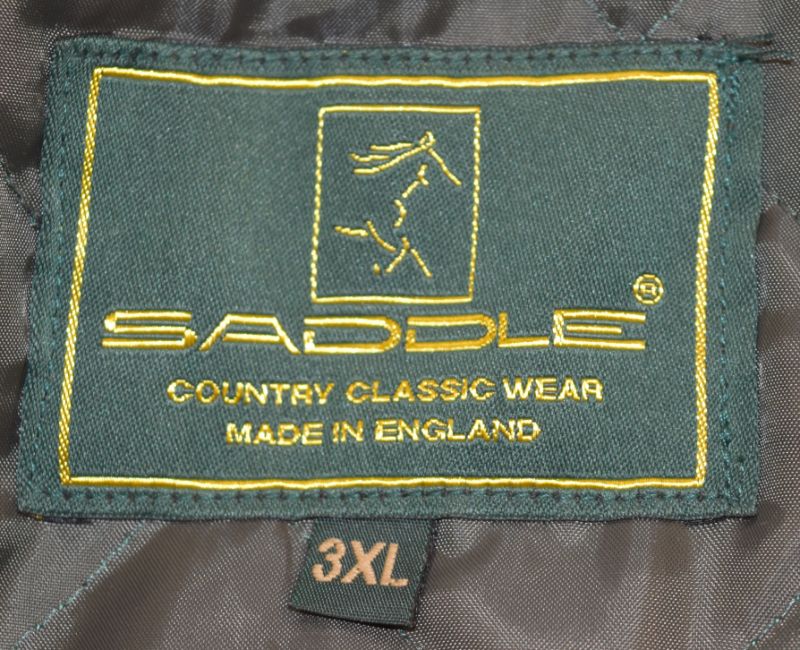 SADDLE®
COUNTRY CLASSIC WEAR
MADE IN ENGLAND
3XL